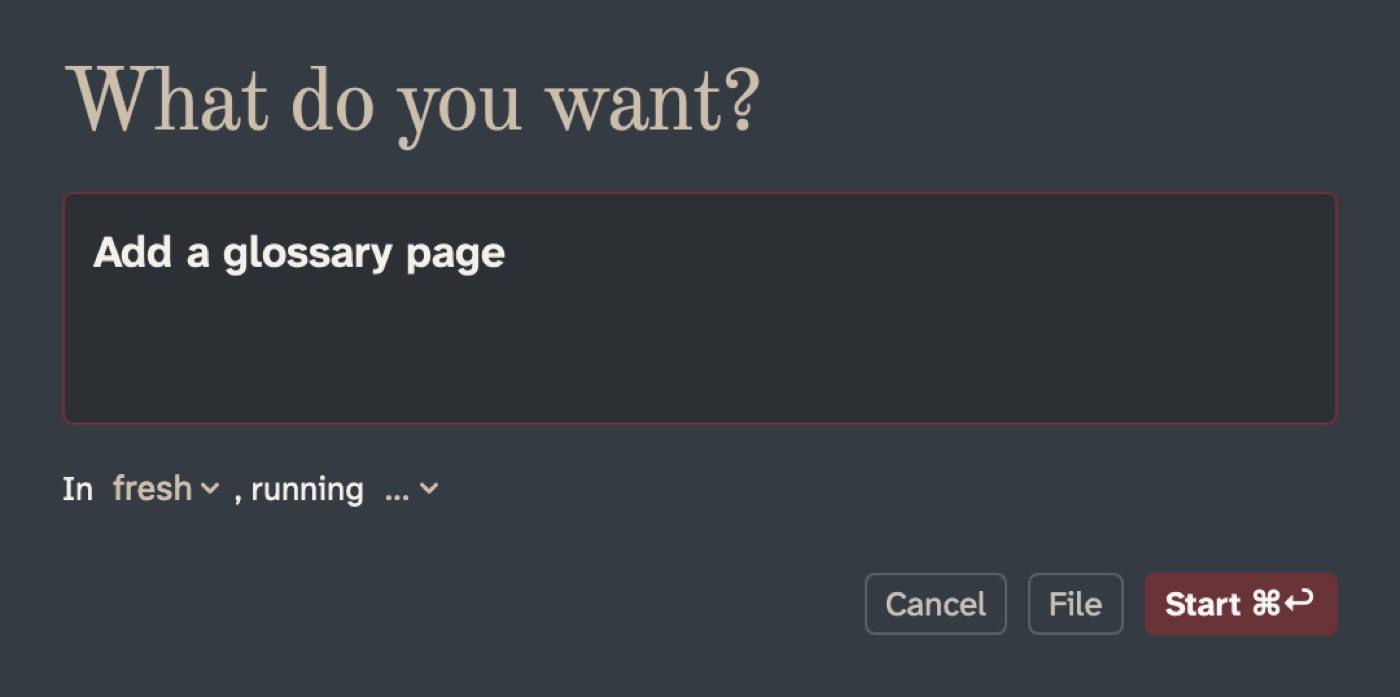 What do you want?
Add a glossary page
In fresh , running ...
Cancel File Start ⌘↩